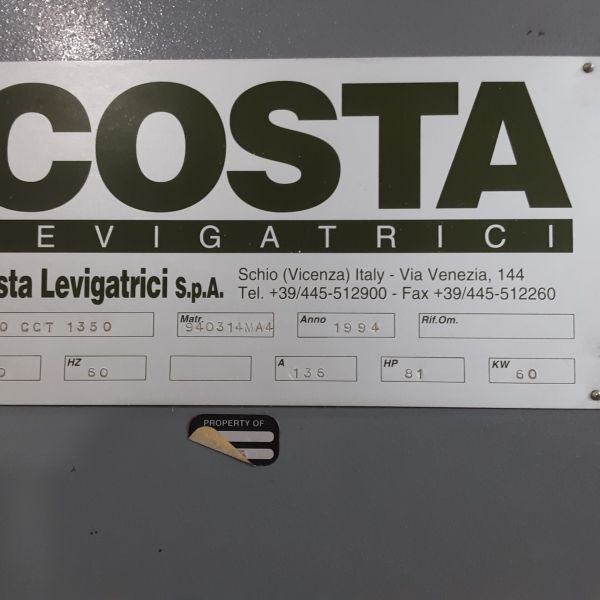 COSTA
EVIGATRICI
sta Levigatrici S.p.A.
Schio (Vicenza) Italy - Via Venezia, 144
Tel. +39/445-512900 - Fax +39/445-512260
CCT 1350 Matr. 940314MA4 Anno 1994 Rif.Om.
HZ 60 A 136 HP 81 KW 60
PROPERTY OF